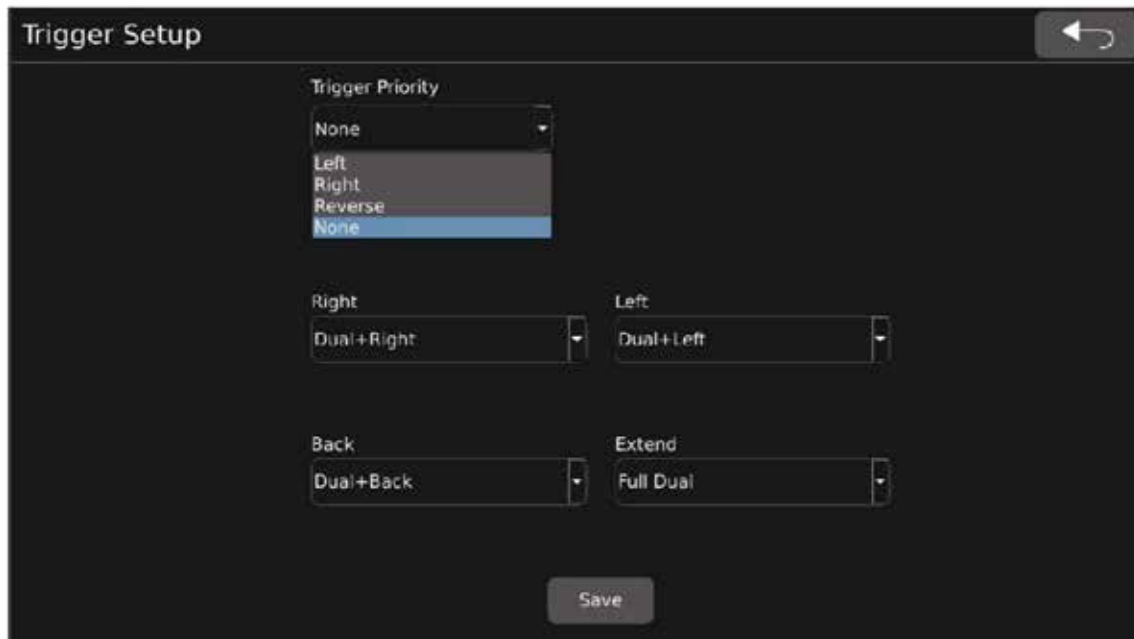 Trigger Setup
Trigger Priority
None
Left
Right
Reverse
None
Right Left
Dual+Right Dual+Left
Back Extend
Dual+Back Full Dual
Save